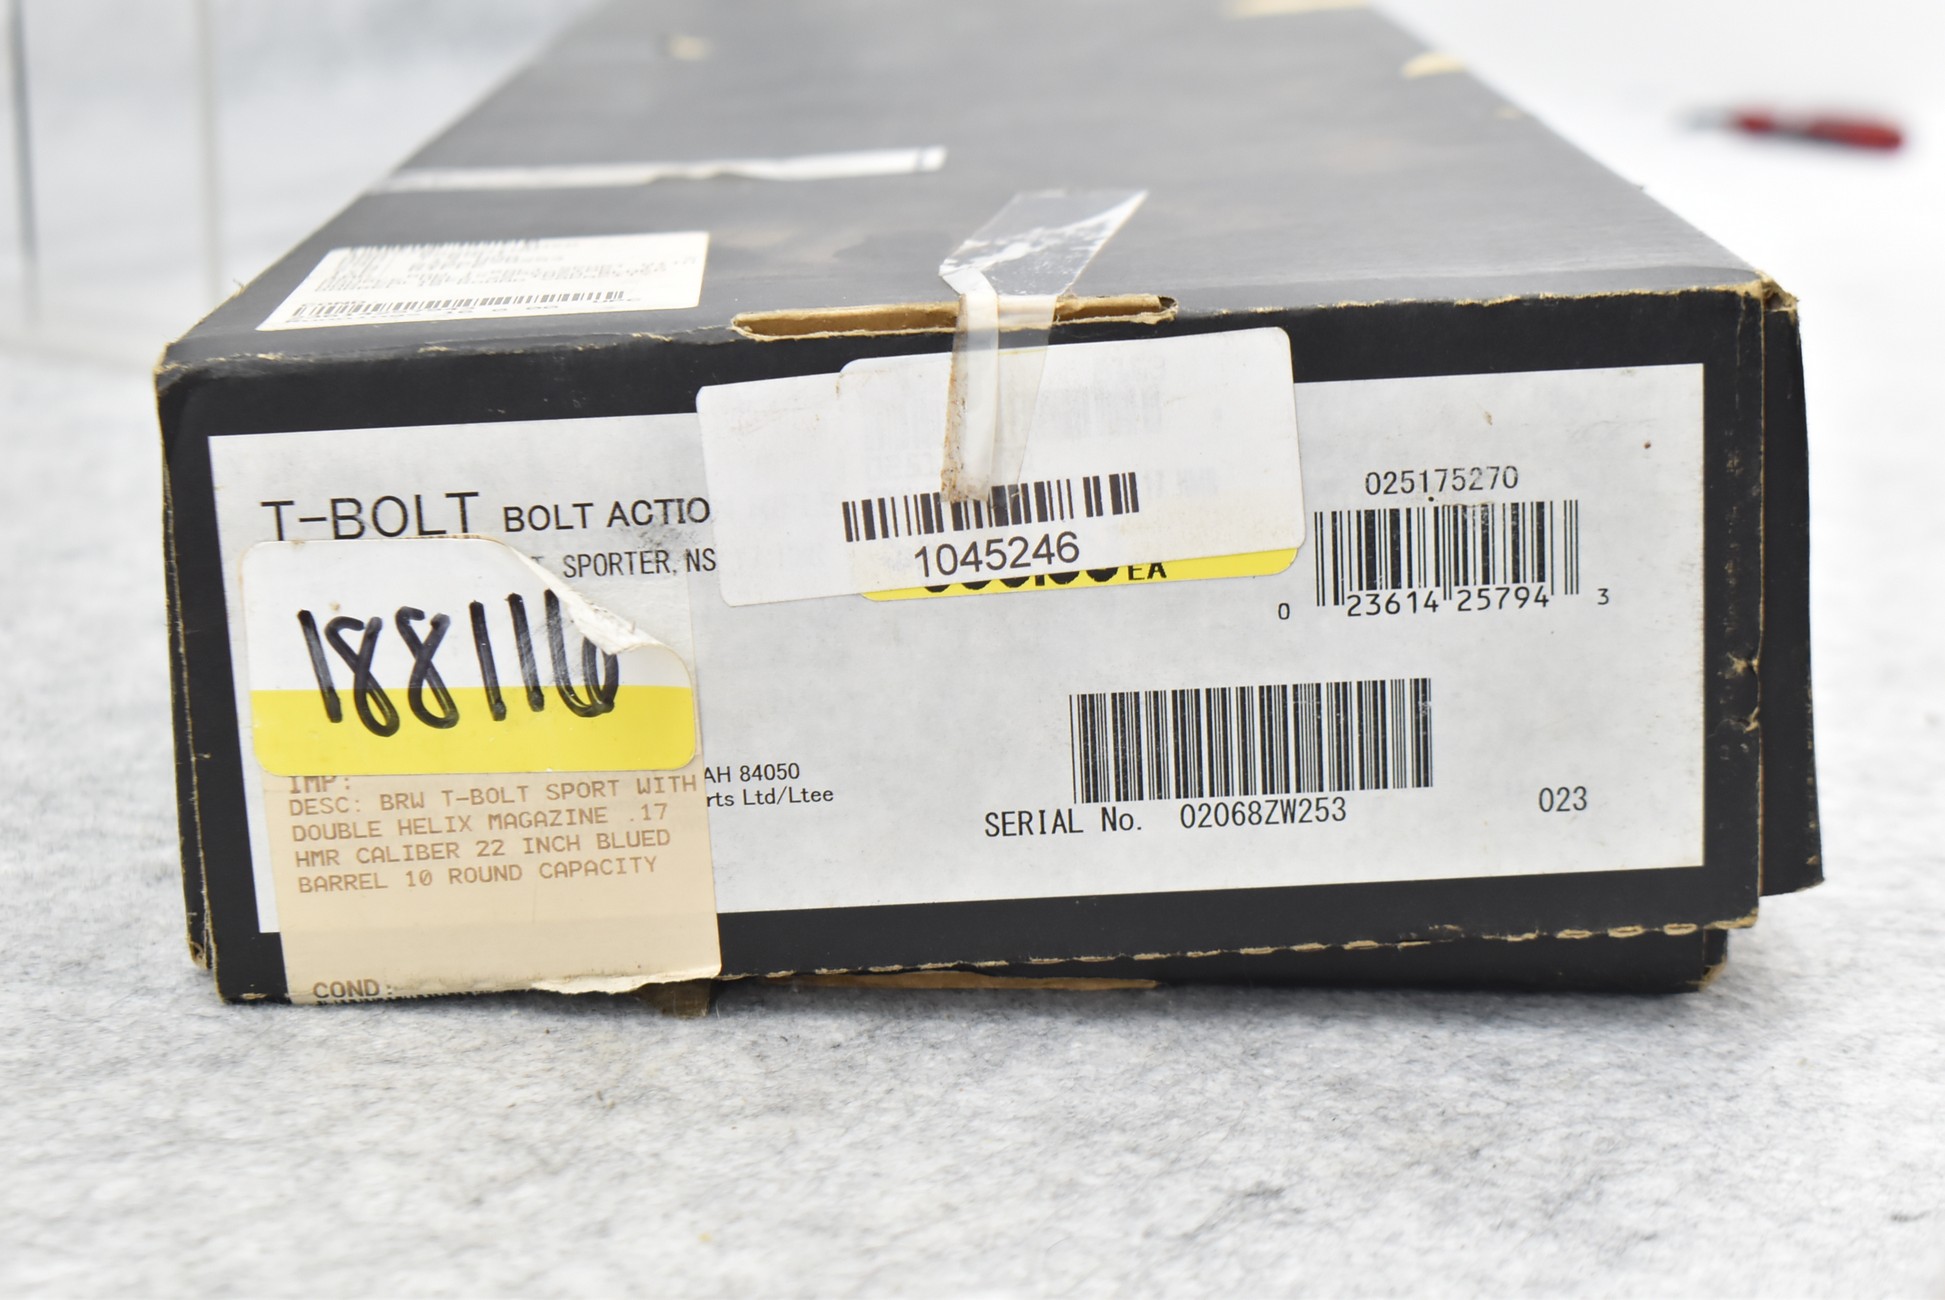 T-BOLT BOLT ACTIO
T. SPORTER, NS
188116
1045246
EA
025175270
0 23614 25794 3
AH 84050
rts Ltd/Ltee
SERIAL No. 02068ZW253
023
IMP:
DESC: BRW T-BOLT SPORT WITH
DOUBLE HELIX MAGAZINE .17
HMR CALIBER 22 INCH BLUED
BARREL 10 ROUND CAPACITY
COND: